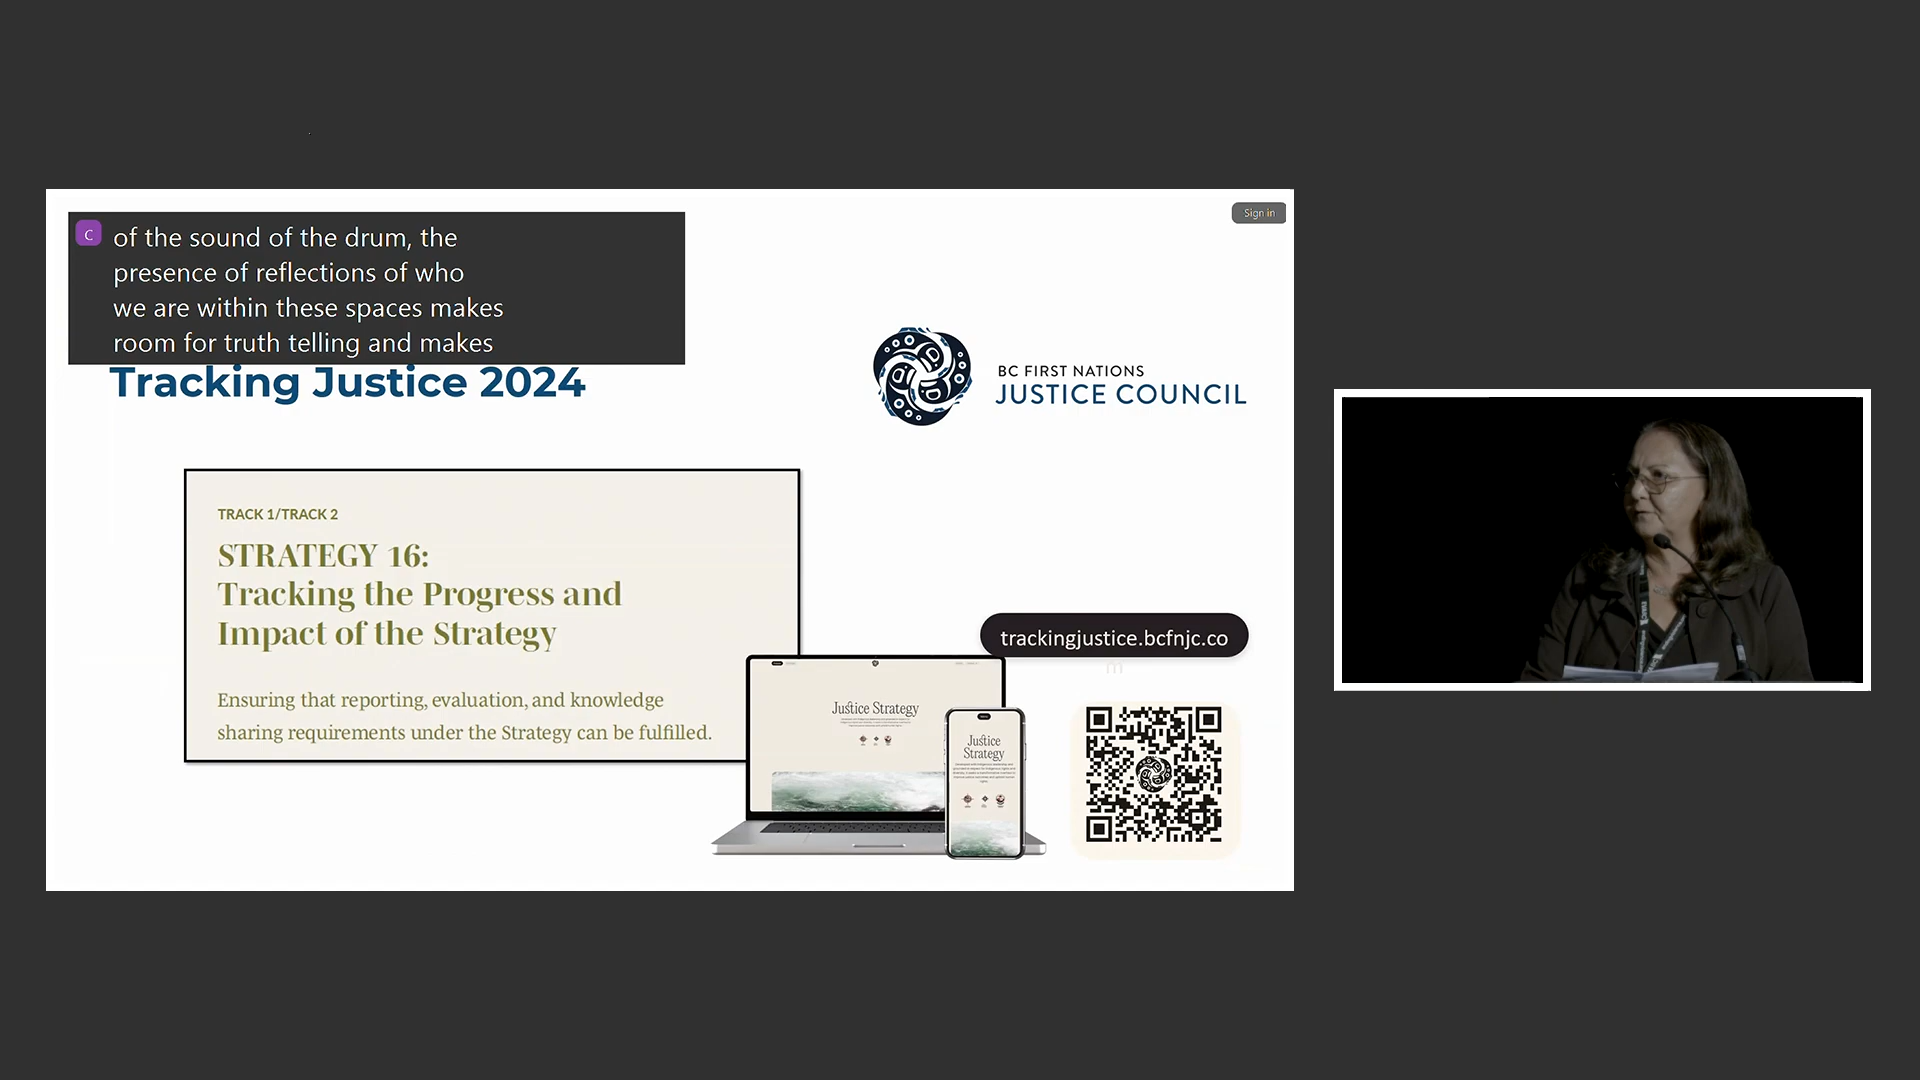 C
of the sound of the drum, the
presence of reflections of who
we are within these spaces makes
room for truth telling and makes
Sign in
Tracking Justice 2024
BC FIRST NATIONS
JUSTICE COUNCIL
TRACK 1/TRACK 2
STRATEGY 16:
Tracking the Progress and
Impact of the Strategy
Ensuring that reporting, evaluation, and knowledge
sharing requirements under the Strategy can be fulfilled.
trackingjustice.bcfnjc.co
m
Justice Strategy
Justice
Strategy